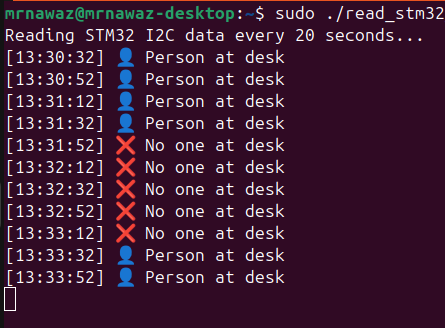 mrnawaz@mrnawaz-desktop:~$ sudo ./read_stm32
Reading STM32 I2C data every 20 seconds...
[13:30:32] 👤 Person at desk
[13:30:52] 👤 Person at desk
[13:31:12] 👤 Person at desk
[13:31:32] 👤 Person at desk
[13:31:52] ❌ No one at desk
[13:32:12] ❌ No one at desk
[13:32:32] ❌ No one at desk
[13:32:52] ❌ No one at desk
[13:33:12] ❌ No one at desk
[13:33:32] 👤 Person at desk
[13:33:52] 👤 Person at desk